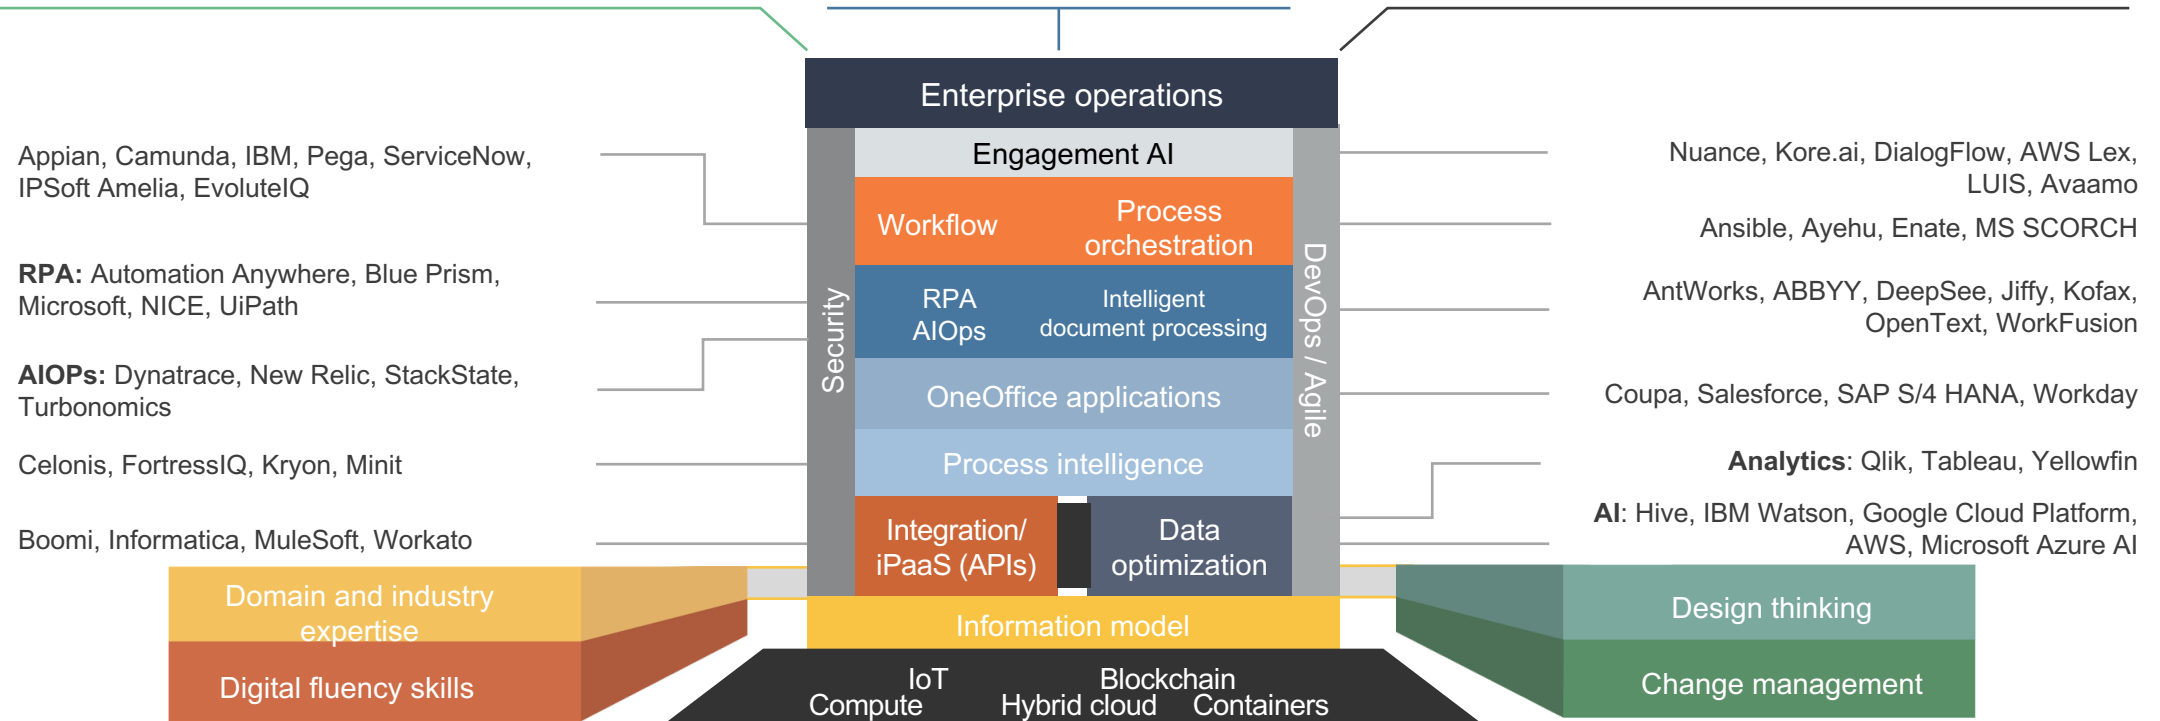 Enterprise operations
Engagement AI
Workflow
Process
orchestration
RPA
AIOps
Intelligent
document processing
OneOffice applications
Process intelligence
Integration/
iPaaS (APIs)
Data
optimization
Information model
Security
DevOps / Agile
Appian, Camunda, IBM, Pega, ServiceNow,
IPSoft Amelia, EvoluteIQ
RPA: Automation Anywhere, Blue Prism,
Microsoft, NICE, UiPath
AIOPs: Dynatrace, New Relic, StackState,
Turbonomics
Celonis, FortressIQ, Kryon, Minit
Boomi, Informatica, MuleSoft, Workato
Nuance, Kore.ai, DialogFlow, AWS Lex,
LUIS, Avaamo
Ansible, Ayehu, Enate, MS SCORCH
AntWorks, ABBYY, DeepSee, Jiffy, Kofax,
OpenText, WorkFusion
Coupa, Salesforce, SAP S/4 HANA, Workday
Analytics: Qlik, Tableau, Yellowfin
AI: Hive, IBM Watson, Google Cloud Platform,
AWS, Microsoft Azure AI
Domain and industry
expertise
Digital fluency skills
Design thinking
Change management
IoT
Blockchain
Compute
Hybrid cloud
Containers